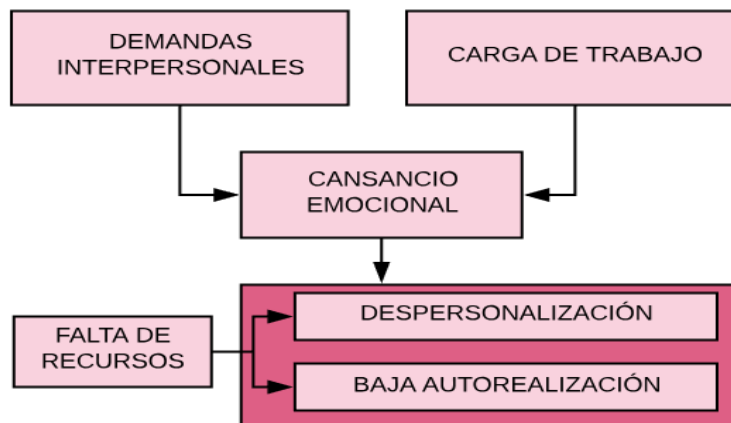 DEMANDAS
INTERPERSONALES
CARGA DE TRABAJO
CANSANCIO
EMOCIONAL
FALTA DE
RECURSOS
DESPERSONALIZACIÓN
BAJA AUTOREALIZACIÓN